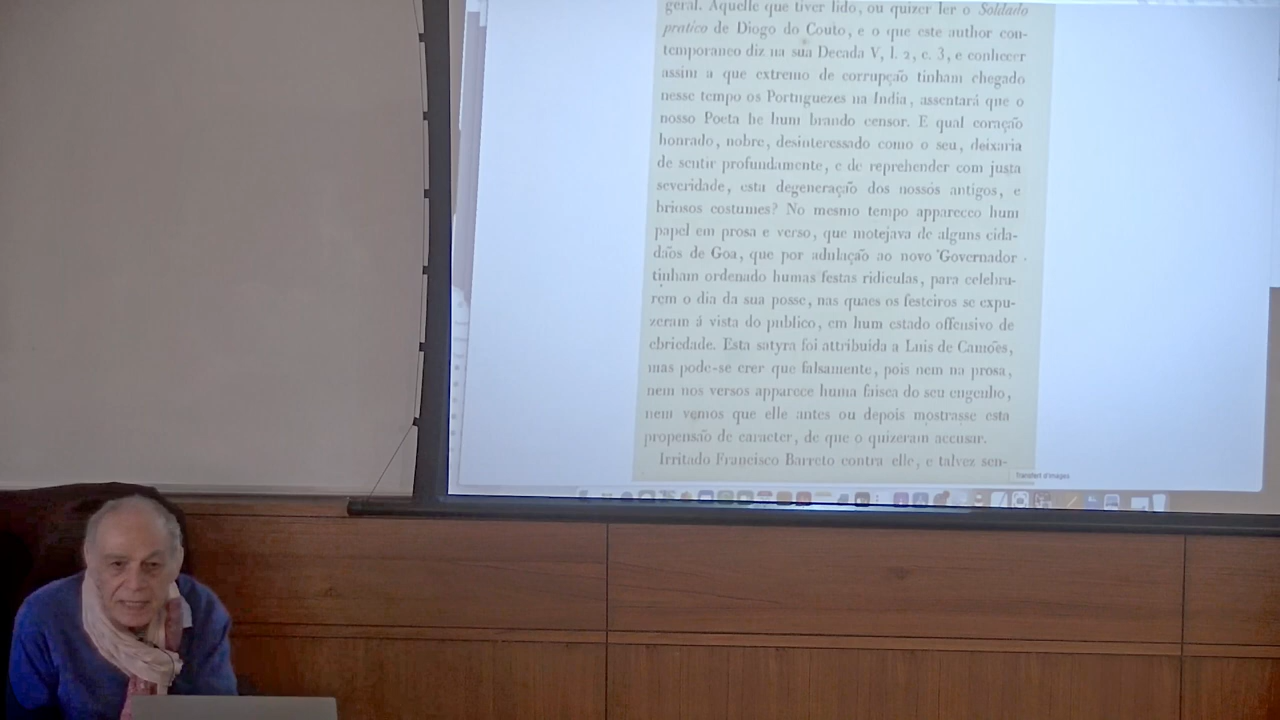 geral. Aquelle que tiver lido, ou quizer ler o Soldado
pratico de Diogo do Couto, e o que este author con-
temporaneo diz na sua Decada V, l. 2, c. 3, e conhecer
assim a que extremo de corrupção tinham chegado
nesse tempo os Portuguezes na India, assentará que o
nosso Poeta he hum brando censor. E qual coração
honrado, nobre, desinteressado como o seu, deixaria
de sentir profundamente, e de reprehender com justa
severidade, esta degeneração dos nossos antigos, e
briosos costumes? No mesmo tempo appareceo hum
papel em prosa e verso, que motejava de alguns cida-
dãos de Goa, que por adulação ao novo Governador
tinham ordenado humas festas ridiculas, para celebra-
rem o dia da sua posse, nas quaes os festeiros se expu-
zeram á vista do publico, em hum estado offensivo de
ebriedade. Esta satyra foi attribuida a Luis de Camões,
mas pode-se crer que falsamente, pois nem na prosa,
nem nos versos apparece huma faisca do seu engenho,
nem vemos que elle antes ou depois mostrasse esta
propensão de caracter, de que o quizeram accusar.
Irritado Francisco Barreto contra elle, e talvez sen-
Transfert d'images